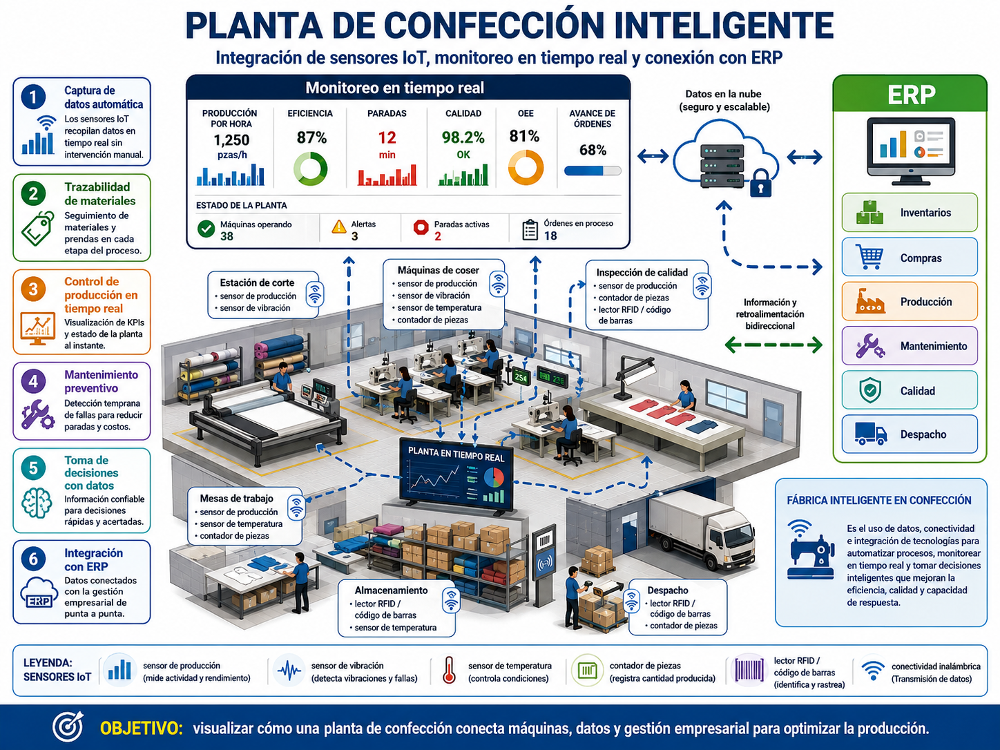 PLANTA DE CONFECCIÓN INTELIGENTE
Integración de sensores IoT, monitoreo en tiempo real y conexión con ERP
1
Captura de
datos automática
Los sensores IoT
recopilan datos en
tiempo real sin
intervención manual.
2
Trazabilidad
de materiales
Seguimiento de
materiales y
prendas en cada
etapa del proceso.
3
Control de
producción en
tiempo real
Visualización de KPIs
y estado de la planta
al instante.
4
Mantenimiento
preventivo
Detección temprana
de fallas para reducir
paradas y costos.
5
Toma de
decisiones
con datos
Información confiable
para decisiones
rápidas y acertadas.
6
Integración
con ERP
ERP
Datos conectados
con la gestión
empresarial de
punta a punta.
Monitoreo en tiempo real
PRODUCCIÓN
POR HORA
1,250
pzas/h
EFICIENCIA
87%
PARADAS
12
min
CALIDAD
98.2%
OK
OEE
81%
AVANCE DE
ÓRDENES
68%
ESTADO DE LA PLANTA
Máquinas operando
38
Alertas
3
Paradas activas
2
Órdenes en proceso
18
Datos en la nube
(seguro y escalable)
Información y
retroalimentación
bidireccional
ERP
Inventarios
Compras
Producción
Mantenimiento
Calidad
Despacho
Estación de corte
• sensor de producción
• sensor de vibración
Máquinas de coser
• sensor de producción
• sensor de vibración
• sensor de temperatura
• contador de piezas
Inspección de calidad
• sensor de producción
• contador de piezas
• lector RFID / código
de barras
PLANTA EN TIEMPO REAL
Mesas de trabajo
• sensor de producción
• sensor de temperatura
• contador de piezas
Almacenamiento
• lector RFID /
código de barras
• sensor de temperatura
Despacho
• lector RFID /
código de barras
• contador de piezas
FÁBRICA INTELIGENTE EN CONFECCIÓN
Es el uso de datos, conectividad
e integración de tecnologías para
automatizar procesos, monitorear
en tiempo real y tomar decisiones
inteligentes que mejoran la
eficiencia, calidad y capacidad
de respuesta.
LEYENDA:
SENSORES IoT
sensor de producción
(mide actividad y rendimiento)
sensor de vibración
(detecta vibraciones y fallas)
sensor de temperatura
(controla condiciones)
contador de piezas
(registra cantidad producida)
lector RFID /
código de barras
(identifica y rastrea)
conectividad inalámbrica
(Transmisión de datos)
OBJETIVO: visualizar cómo una planta de confección conecta máquinas, datos y gestión empresarial para optimizar la producción.